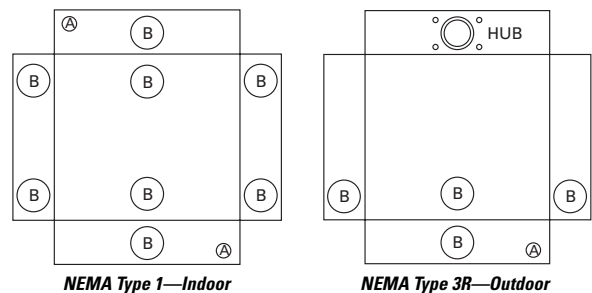 A B
B B B
B B B
B
A
NEMA Type 1—Indoor
HUB
B B B
B
A
NEMA Type 3R—Outdoor